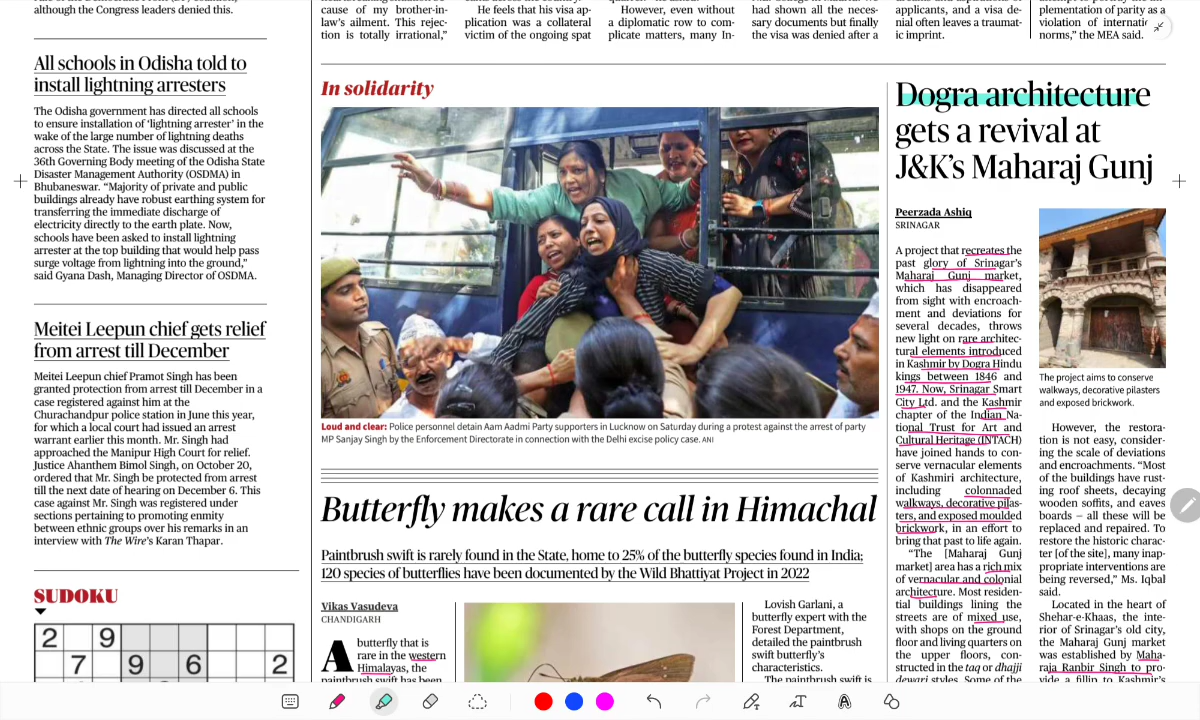 although the Congress leaders denied this.
All schools in Odisha told to
install lightning arresters
The Odisha government has directed all schools
to ensure installation of ‘lightning arrester’ in the
wake of the large number of lightning deaths
across the State. The issue was discussed at the
36th Governing Body meeting of the Odisha State
Disaster Management Authority (OSDMA) in
Bhubaneswar. “Majority of private and public
buildings already have robust earthing system for
transferring the immediate discharge of
electricity directly to the earth plate. Now,
schools have been asked to install lightning
arrester at the top building that would help pass
surge voltage from lightning into the ground,”
said Gyana Dash, Managing Director of OSDMA.
Meitei Leepun chief gets relief
from arrest till December
Meitei Leepun chief Pramot Singh has been
granted protection from arrest till December in a
case registered against him at the
Churachandpur police station in June this year,
for which a local court had issued an arrest
warrant earlier this month. Mr. Singh had
approached the Manipur High Court for relief.
Justice Ahanthem Bimol Singh, on October 20,
ordered that Mr. Singh be protected from arrest
till the next date of hearing on December 6. This
case against Mr. Singh was registered under
sections pertaining to promoting enmity
between ethnic groups over his remarks in an
interview with The Wire’s Karan Thapar.
SUDOKU
2 9
7 9 6 2
cause of my brother-in-
law’s ailment. This rejec-
tion is totally irrational,”
He feels that his visa ap-
plication was a collateral
victim of the ongoing spat
However, even without
a diplomatic row to com-
plicate matters, many In-
had shown all the neces-
sary documents but finally
the visa was denied after a
applicants, and a visa de-
nial often leaves a traumat-
ic imprint.
plementation of parity as a
violation of internatio
norms,” the MEA said.
In solidarity
Loud and clear: Police personnel detain Aam Aadmi Party supporters in Lucknow on Saturday during a protest against the arrest of party
MP Sanjay Singh by the Enforcement Directorate in connection with the Delhi excise policy case. ANI
Butterfly makes a rare call in Himachal
Paintbrush swift is rarely found in the State, home to 25% of the butterfly species found in India;
120 species of butterflies have been documented by the Wild Bhattiyat Project in 2022
Vikas Vasudeva
CHANDIGARH
A butterfly that is
rare in the western
Himalayas, the
paintbrush swift has been
Lovish Garlani, a
butterfly expert with the
Forest Department,
detailed the paintbrush
swift butterfly’s
characteristics.
The paintbrush swift is
Dogra architecture
gets a revival at
J&K’s Maharaj Gunj
Peerzada Ashiq
SRINAGAR
A project that recreates the
past glory of Srinagar’s
Maharaj Gunj market,
which has disappeared
from sight with encroach-
ment and deviations for
several decades, throws
new light on rare architec-
tural elements introduced
in Kashmir by Dogra Hindu
kings between 1846 and
1947. Now, Srinagar Smart
City Ltd. and the Kashmir
chapter of the Indian Na-
tional Trust for Art and
Cultural Heritage (INTACH)
have joined hands to con-
serve vernacular elements
of Kashmiri architecture,
including colonnaded
walkways, decorative pilas-
ters, and exposed moulded
brickwork, in an effort to
bring that past to life again.
“The [Maharaj Gunj
market] area has a rich mix
of vernacular and colonial
architecture. Most residen-
tial buildings lining the
streets are of mixed use,
with shops on the ground
floor and living quarters on
the upper floors, con-
structed in the taq or dhajji
dewari styles. Some of the
The project aims to conserve
walkways, decorative pilasters
and exposed brickwork.
However, the restora-
tion is not easy, consider-
ing the scale of deviations
and encroachments. “Most
of the buildings have rust-
ing roof sheets, decaying
wooden soffits, and eaves
boards — all these will be
replaced and repaired. To
restore the historic charac-
ter [of the site], many inap-
propriate interventions are
being reversed,” Ms. Iqbal
said.
Located in the heart of
Shehar-e-Khaas, the inte-
rior of Srinagar’s old city,
the Maharaj Gunj market
was established by Maha-
raja Ranbir Singh to pro-
vide a fillip to Kashmir’s